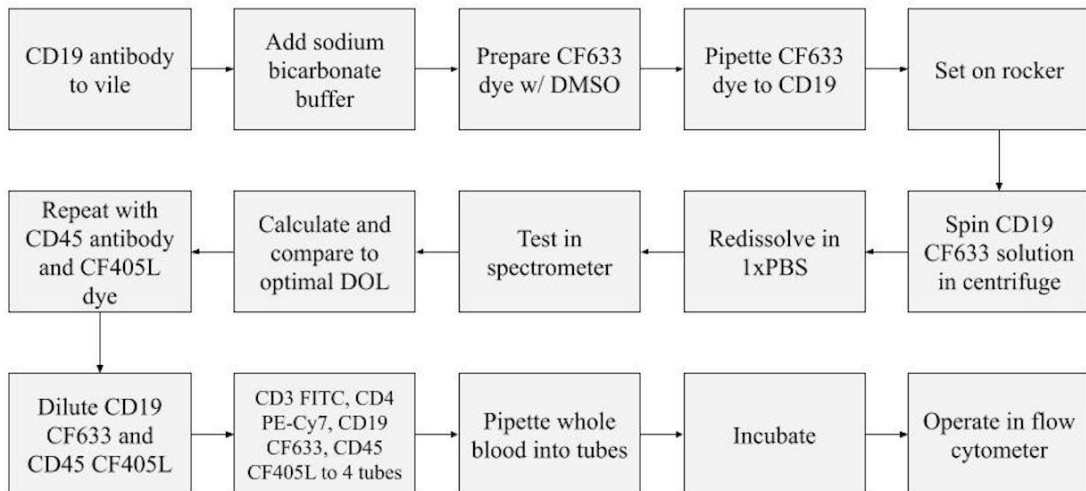 CD19 antibody
to vile
Add sodium
bicarbonate
buffer
Prepare CF633
dye w/ DMSO
Pipette CF633
dye to CD19
Set on rocker
Spin CD19
CF633 solution
in centrifuge
Redissolve in
1xPBS
Test in
spectrometer
Calculate and
compare to
optimal DOL
Repeat with
CD45 antibody
and CF405L
dye
Dilute CD19
CF633 and
CD45 CF405L
CD3 FITC, CD4
PE-Cy7, CD19
CF633, CD45
CF405L to 4 tubes
Pipette whole
blood into tubes
Incubate
Operate in flow
cytometer